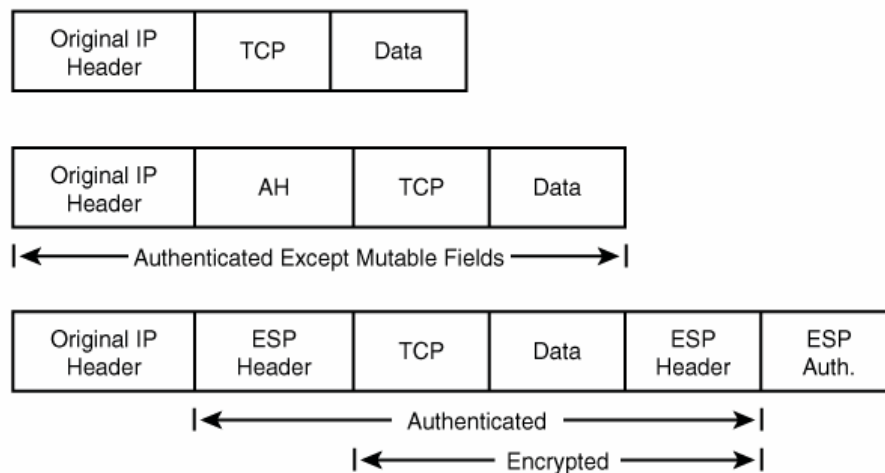 Original IP
Header
TCP
Data
Original IP
Header
AH
TCP
Data
Authenticated Except Mutable Fields
Original IP
Header
ESP
Header
TCP
Data
ESP
Header
ESP
Auth.
Authenticated
Encrypted